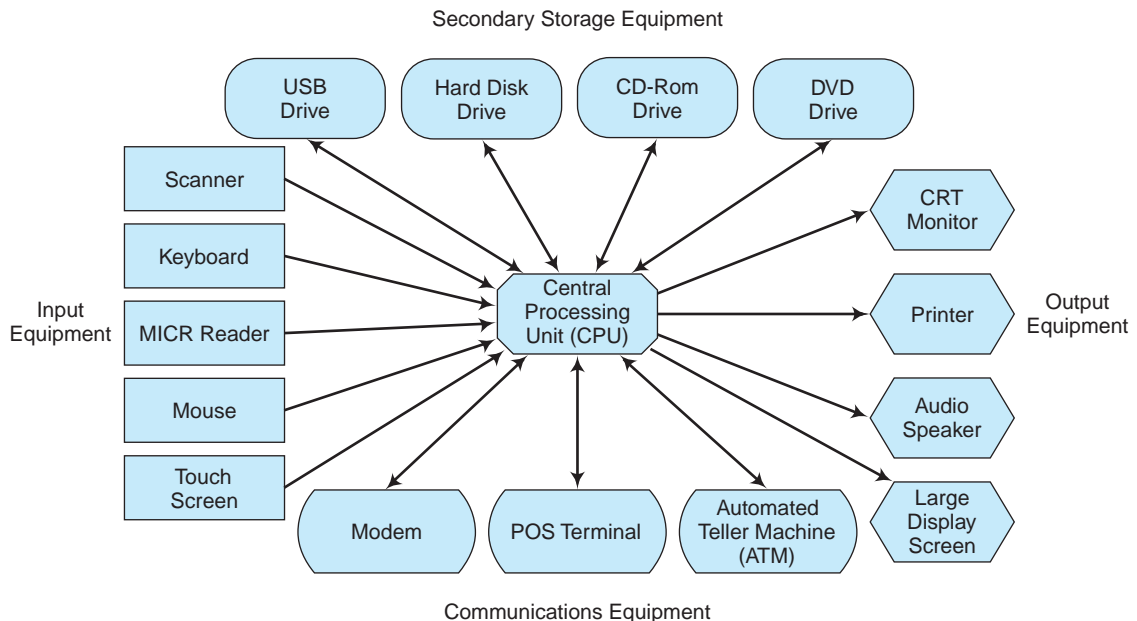 Secondary Storage Equipment
USB
Drive
Hard Disk
Drive
CD-Rom
Drive
DVD
Drive
Scanner
Keyboard
Input
Equipment
MICR Reader
Mouse
Touch
Screen
Central
Processing
Unit (CPU)
CRT
Monitor
Printer
Output
Equipment
Audio
Speaker
Large
Display
Screen
Modem
POS Terminal
Automated
Teller Machine
(ATM)
Communications Equipment